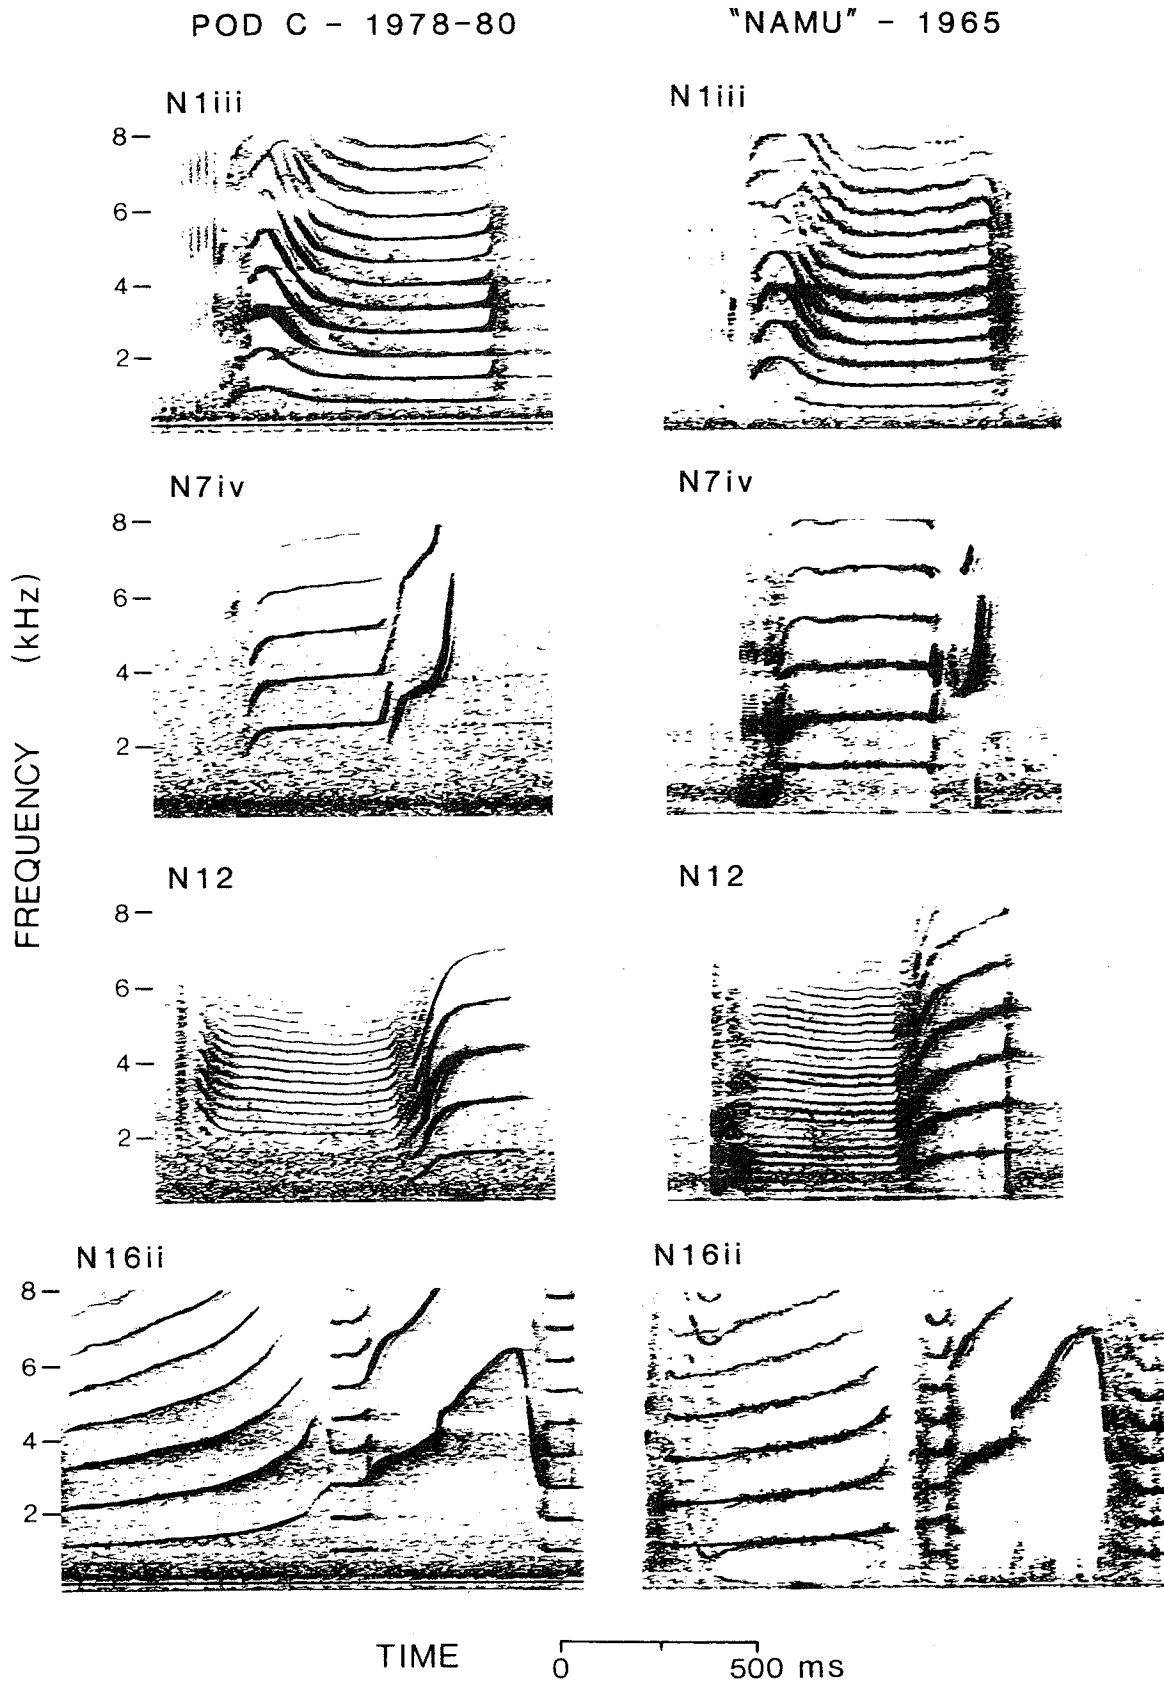 POD C - 1978-80
"NAMU" - 1965
N1iii
N1iii
8
6
4
2
N7iv
N7iv
8
6
4
2
N12
N12
8
6
4
2
N16ii
N16ii
8
6
4
2
FREQUENCY (kHz)
TIME
0 500 ms